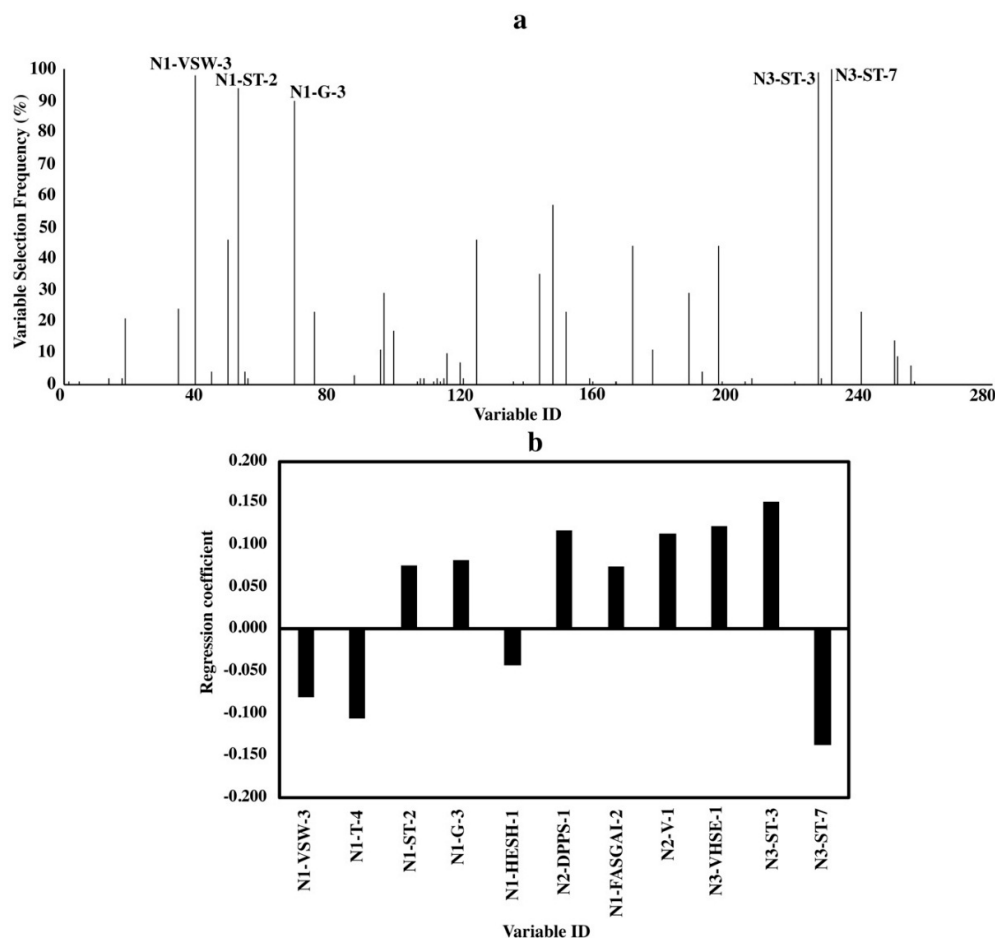 a
N1-VSW-3
N1-ST-2
N1-G-3
N3-ST-3
N3-ST-7
100
90
80
70
60
50
40
30
20
10
0
Variable Selection Frequency (%)
0 45 80 120 160 200 240 280
Variable ID
b
0.200
0.150
0.100
0.050
0.000
-0.050
-0.100
-0.150
-0.200
Regression coefficient
N1-VSW-3
N1-T-4
N1-ST-2
N1-G-3
N1-HESH-1
N2-DPPS-1
N1-FASGAI-2
N2-V-1
N3-VHSE-1
N3-ST-3
N3-ST-7
Variable ID